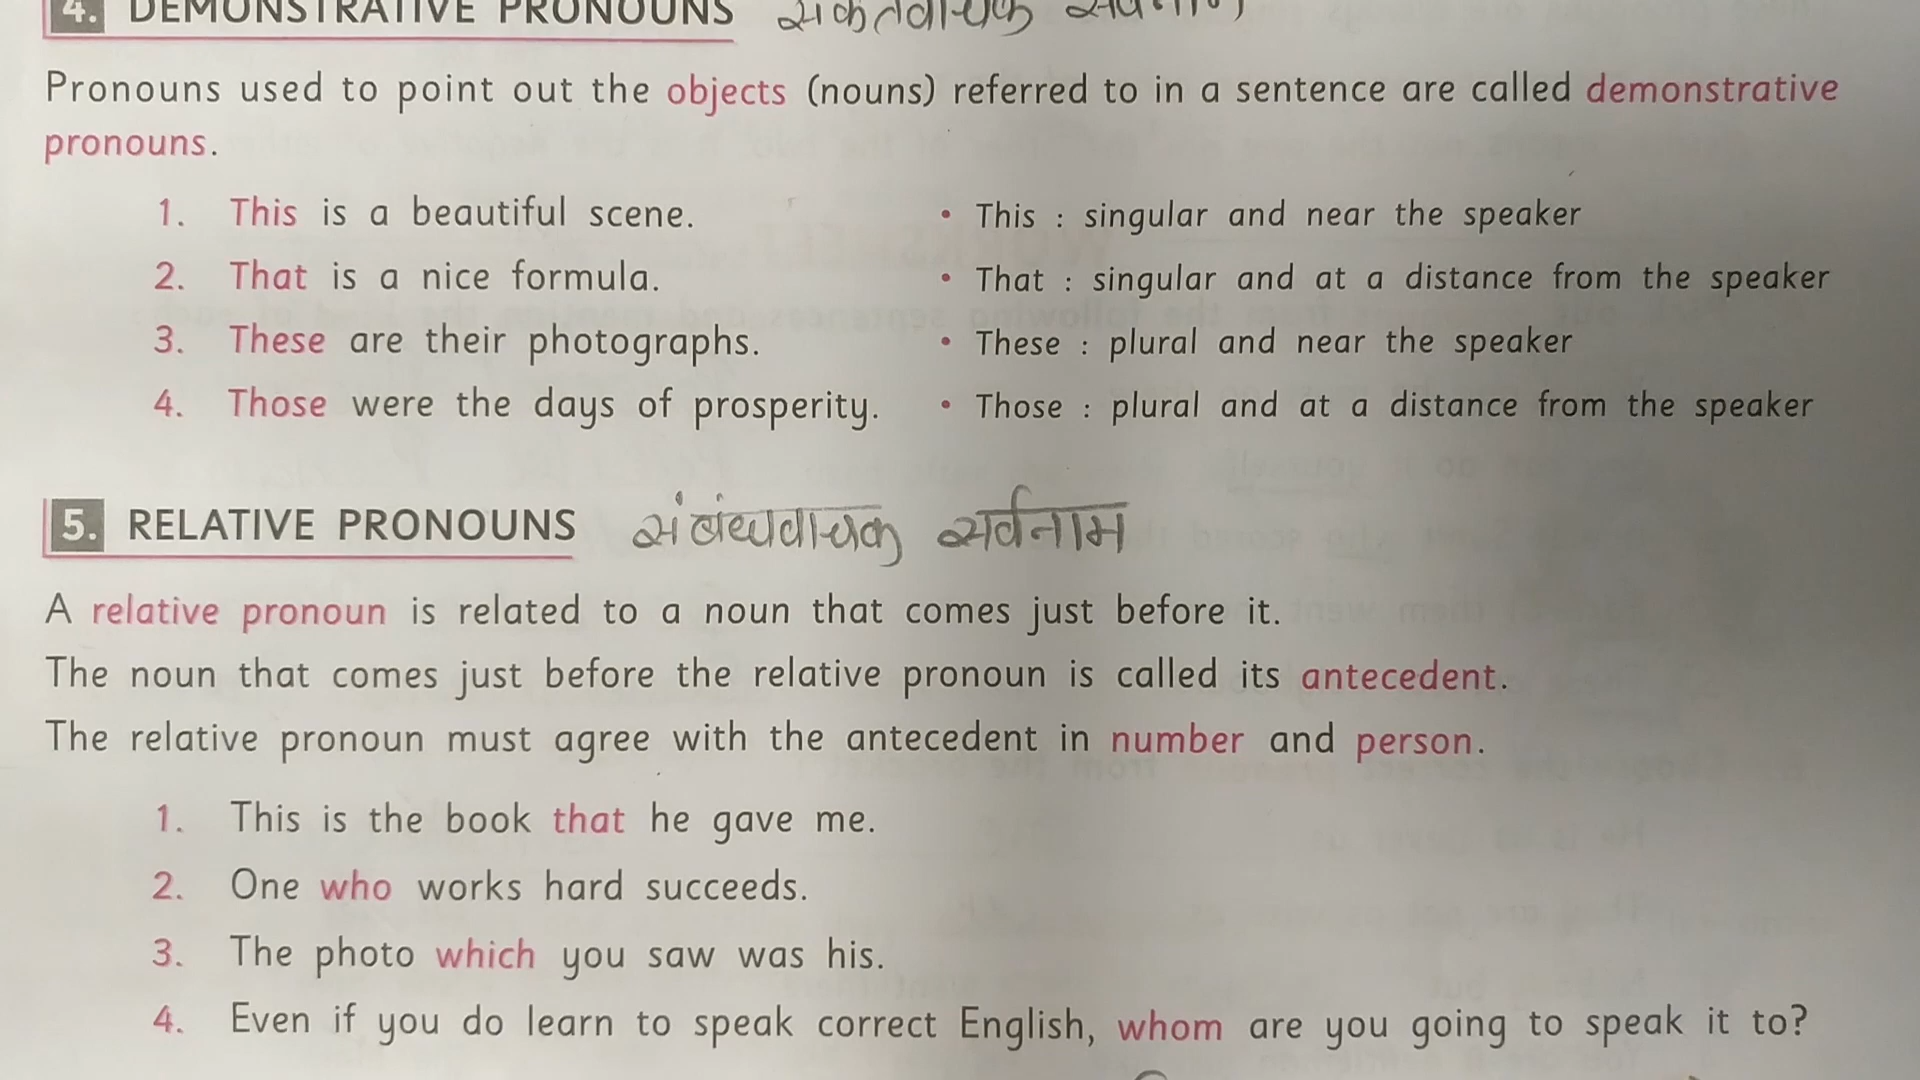 4. DEMONSTRATIVE PRONOUNS
Pronouns used to point out the objects (nouns) referred to in a sentence are called demonstrative
pronouns.
1. This is a beautiful scene. • This : singular and near the speaker
2. That is a nice formula. • That : singular and at a distance from the speaker
3. These are their photographs. • These : plural and near the speaker
4. Those were the days of prosperity. • Those : plural and at a distance from the speaker
5. RELATIVE PRONOUNS संबंधवाचक सर्वनाम
A relative pronoun is related to a noun that comes just before it.
The noun that comes just before the relative pronoun is called its antecedent.
The relative pronoun must agree with the antecedent in number and person.
1. This is the book that he gave me.
2. One who works hard succeeds.
3. The photo which you saw was his.
4. Even if you do learn to speak correct English, whom are you going to speak it to?